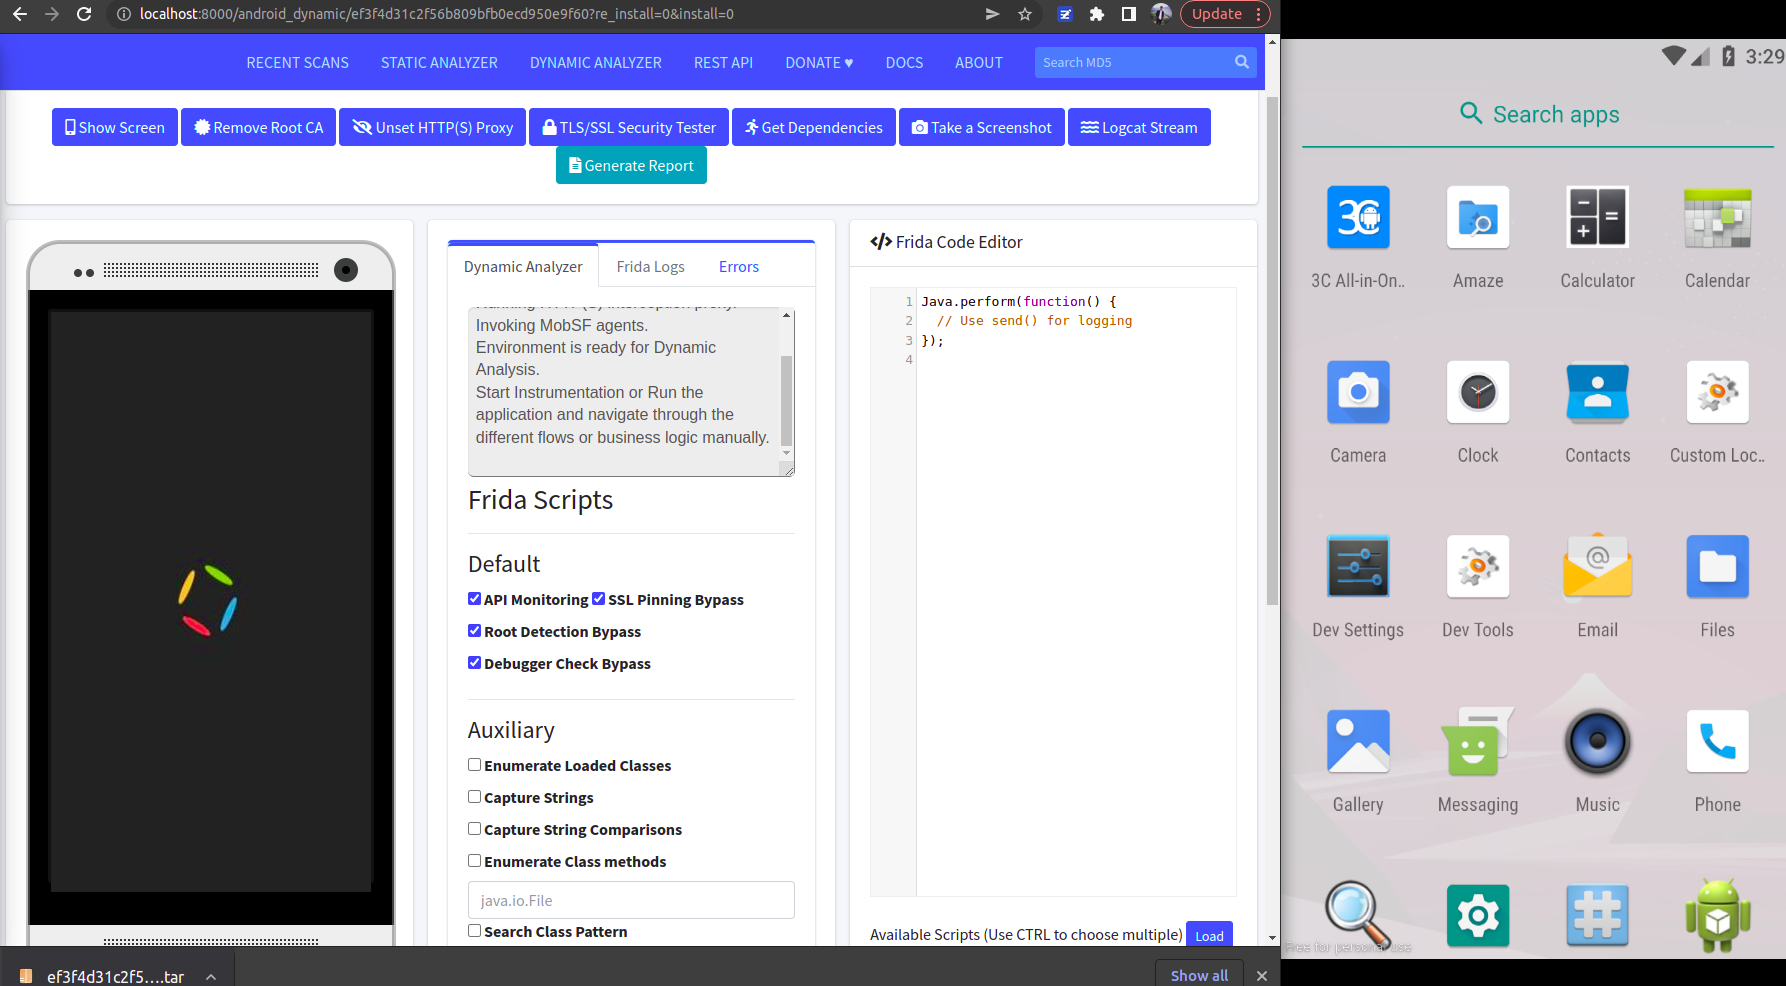 localhost:8000/android_dynamic/ef3f4d31c2f56b809bfb0ecd950e9f60?re_install=0&install=0
Update
RECENT SCANS
STATIC ANALYZER
DYNAMIC ANALYZER
REST API
DONATE ♥
DOCS
ABOUT
Search MD5
Show Screen
Remove Root CA
Unset HTTP(S) Proxy
TLS/SSL Security Tester
Get Dependencies
Take a Screenshot
Logcat Stream
Generate Report
Dynamic Analyzer
Frida Logs
Errors
Running HTTP(S) interception proxy.
Invoking MobSF agents.
Environment is ready for Dynamic
Analysis.
Start Instrumentation or Run the
application and navigate through the
different flows or business logic manually.
Frida Scripts
Default
API Monitoring
SSL Pinning Bypass
Root Detection Bypass
Debugger Check Bypass
Auxiliary
Enumerate Loaded Classes
Capture Strings
Capture String Comparisons
Enumerate Class methods
java.io.File
Search Class Pattern
Frida Code Editor
1 Java.perform(function() {
2 // Use send() for logging
3 });
4
Available Scripts (Use CTRL to choose multiple)
Load
ef3f4d31c2f5....tar
Show all
3:29
Search apps
3C
3C All-in-On..
Amaze
Calculator
Calendar
Camera
Clock
Contacts
Custom Loc..
Dev Settings
Dev Tools
Email
Files
Gallery
Messaging
Music
Phone
Free for personal use